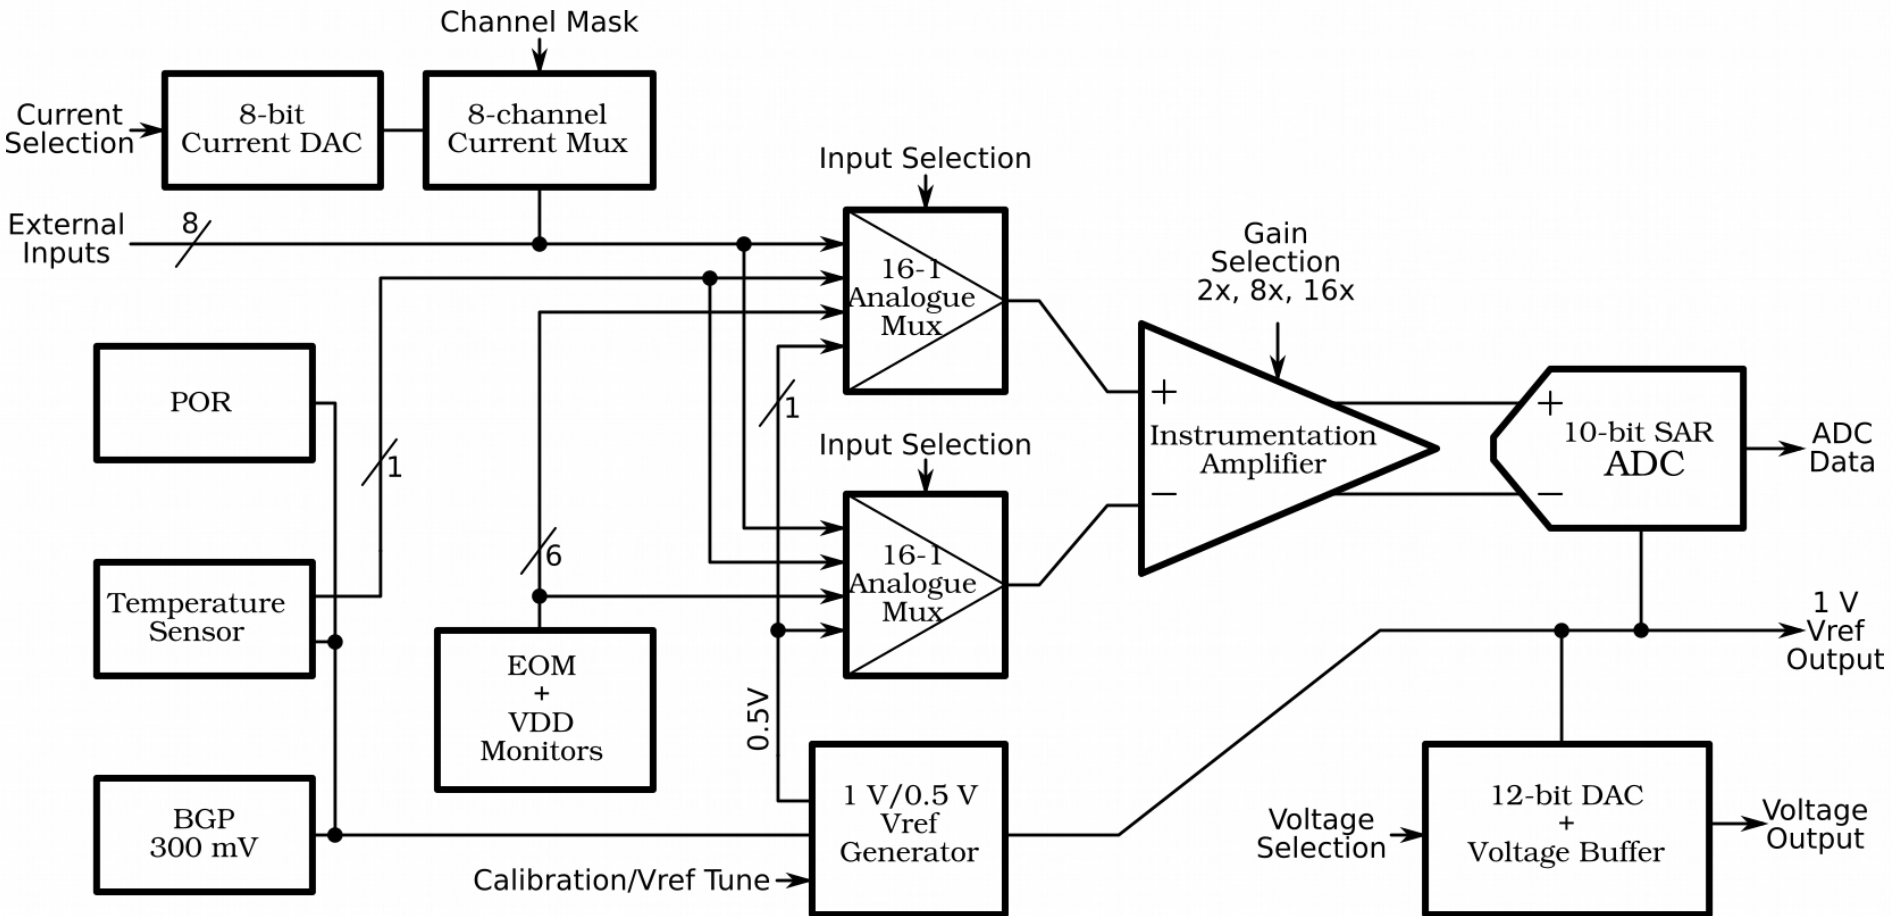 Channel Mask
Current
Selection
8-bit
Current DAC
8-channel
Current Mux
Input Selection
External
Inputs
8
16-1
Analogue
Mux
Gain
Selection
2x, 8x, 16x
POR
1
1
+
Instrumentation
Amplifier
−
+
10-bit SAR
ADC
−
ADC
Data
Input Selection
16-1
Analogue
Mux
6
Temperature
Sensor
EOM
+
VDD
Monitors
0.5V
1 V
Vref
Output
BGP
300 mV
1 V/0.5 V
Vref
Generator
Calibration/Vref Tune
Voltage
Selection
12-bit DAC
+
Voltage Buffer
Voltage
Output